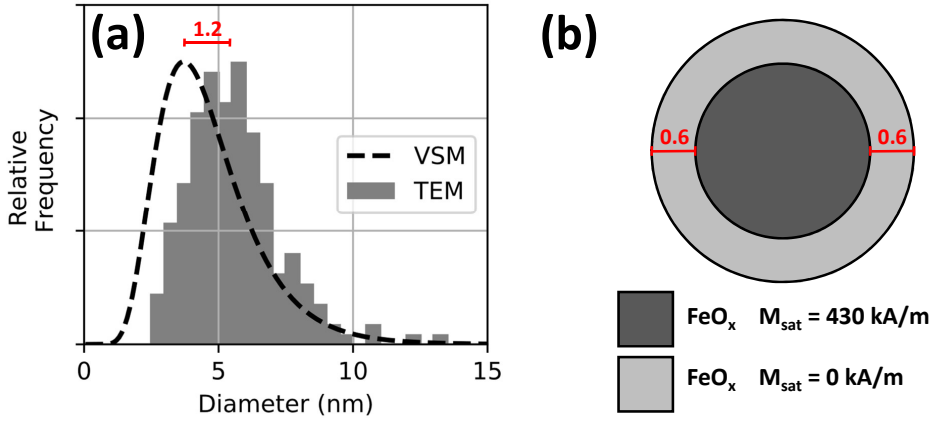 (a)
1.2
Relative
Frequency
VSM
TEM
0
5
10
15
Diameter (nm)
(b)
0.6
0.6
FeOₓ Mₛₐₜ = 430 kA/m
FeOₓ Mₛₐₜ = 0 kA/m